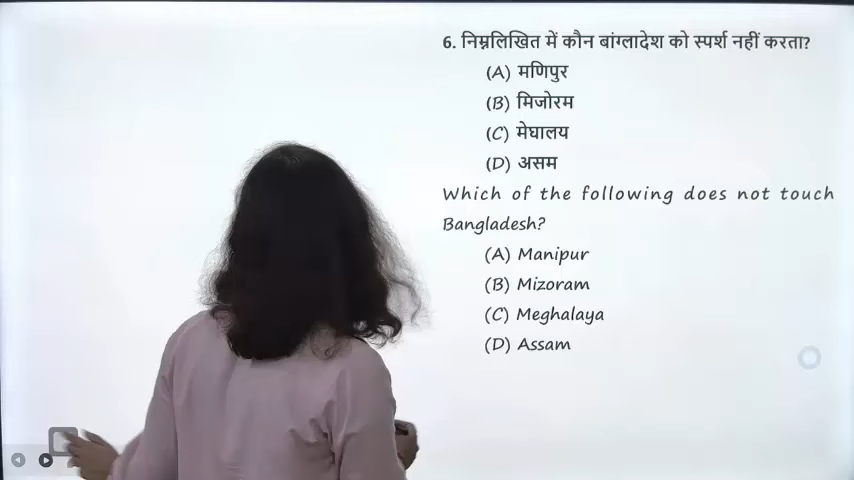 6. निम्नलिखित में कौन बांग्लादेश को स्पर्श नहीं करता?
(A) मणिपुर
(B) मिजोरम
(C) मेघालय
(D) असम
Which of the following does not touch
Bangladesh?
(A) Manipur
(B) Mizoram
(C) Meghalaya
(D) Assam